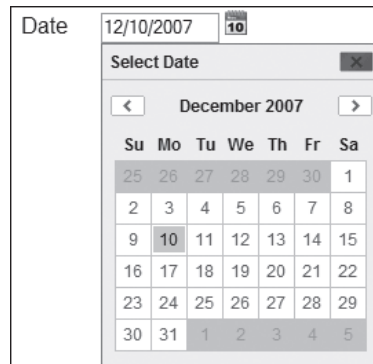 Date 12/10/2007 10
Select Date ×
< December 2007 >
Su Mo Tu We Th Fr Sa
25 26 27 28 29 30 1
2 3 4 5 6 7 8
9 10 11 12 13 14 15
16 17 18 19 20 21 22
23 24 25 26 27 28 29
30 31 1 2 3 4 5